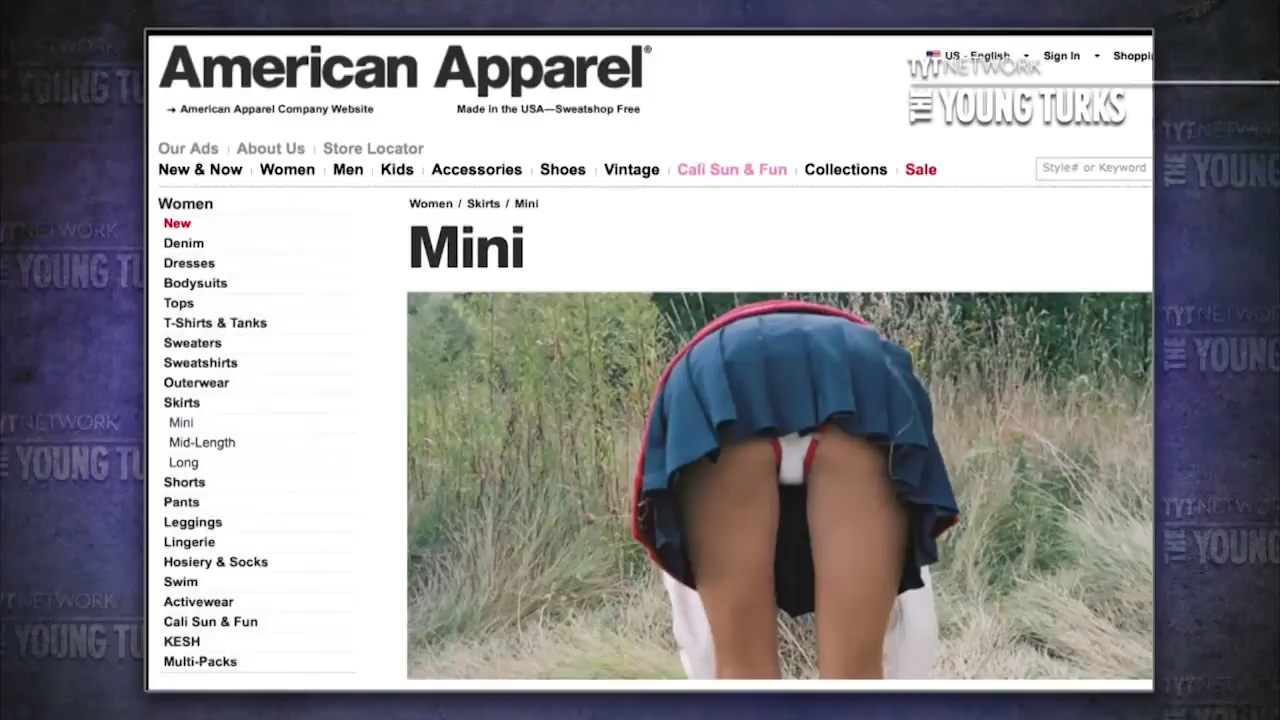 American Apparel®
→ American Apparel Company Website
Made in the USA—Sweatshop Free
US - English
Sign In
Shoppi
TYT NETWORK
THE YOUNG TURKS
Our Ads
About Us
Store Locator
New & Now
Women
Men
Kids
Accessories
Shoes
Vintage
Cali Sun & Fun
Collections
Sale
Style# or Keyword
Women
New
Denim
Dresses
Bodysuits
Tops
T-Shirts & Tanks
Sweaters
Sweatshirts
Outerwear
Skirts
Mini
Mid-Length
Long
Shorts
Pants
Leggings
Lingerie
Hosiery & Socks
Swim
Activewear
Cali Sun & Fun
KESH
Multi-Packs
Women / Skirts / Mini
Mini